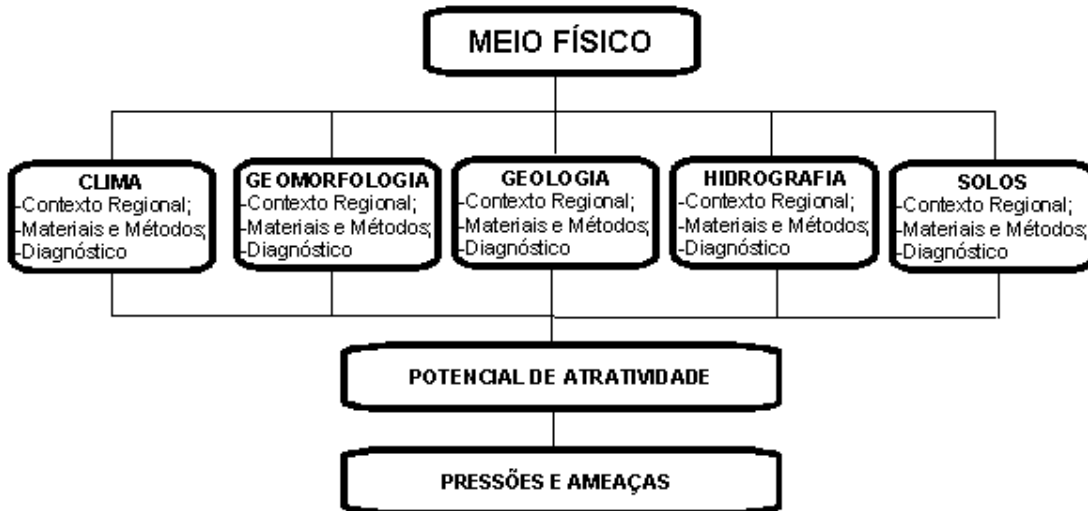 MEIO FÍSICO
CLIMA
-Contexto Regional;
-Materiais e Métodos;
-Diagnóstico
GEOMORFOLOGIA
-Contexto Regional;
-Materiais e Métodos;
-Diagnóstico
GEOLOGIA
-Contexto Regional;
-Materiais e Métodos;
-Diagnóstico
HIDROGRAFIA
-Contexto Regional;
-Materiais e Métodos;
-Diagnóstico
SOLOS
-Contexto Regional;
-Materiais e Métodos;
-Diagnóstico
POTENCIAL DE ATRATIVIDADE
PRESSÕES E AMEAÇAS